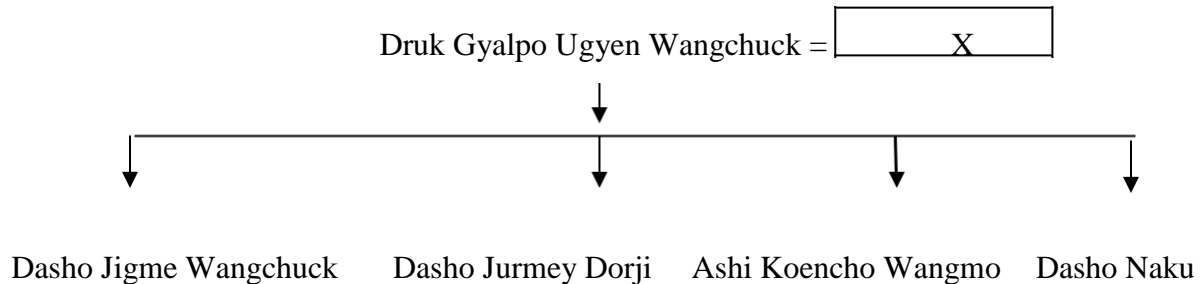 Druk Gyalpo Ugyen Wangchuck = X
Dasho Jigme Wangchuck Dasho Jurmey Dorji Ashi Koencho Wangmo Dasho Naku